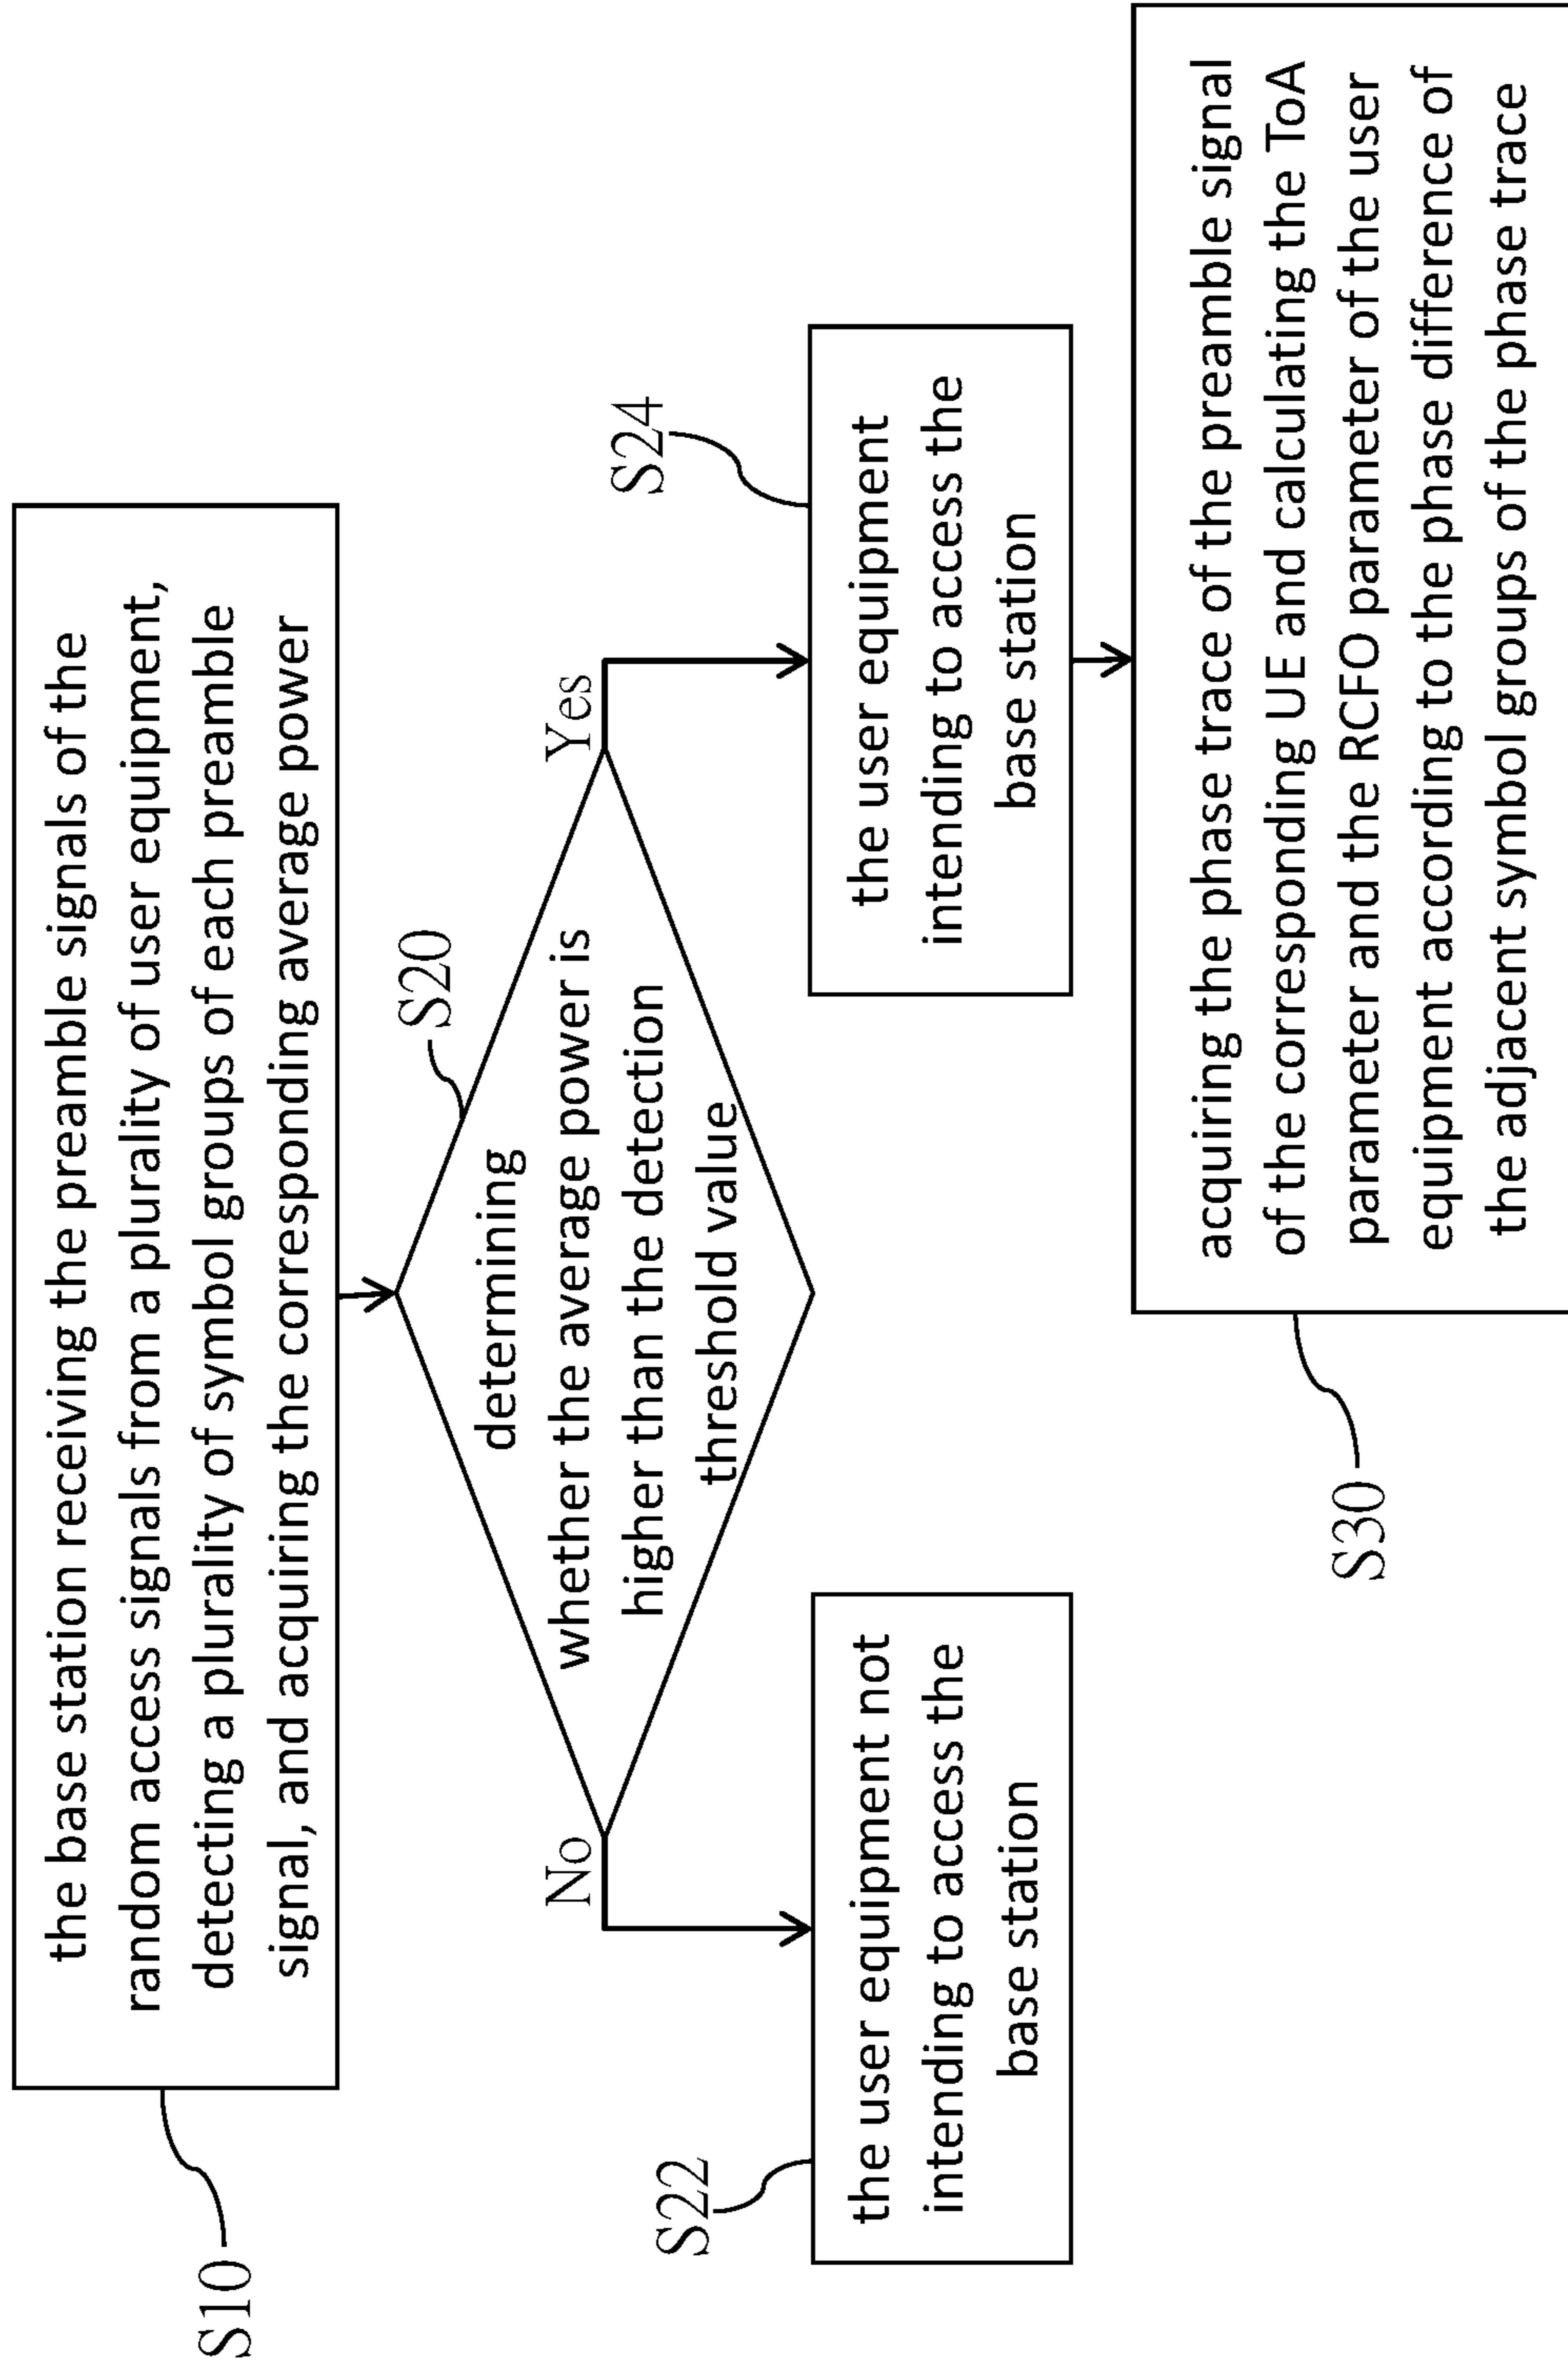 S10
the base station receiving the preamble signals of the
random access signals from a plurality of user equipment,
detecting a plurality of symbol groups of each preamble
signal, and acquiring the corresponding average power
S20
determining
whether the average power is
higher than the detection
threshold value
No
Yes
S22
the user equipment not
intending to access the
base station
S24
the user equipment
intending to access the
base station
S30
acquiring the phase trace of the preamble signal
of the corresponding UE and calculating the ToA
parameter and the RCFO parameter of the user
equipment according to the phase difference of
the adjacent symbol groups of the phase trace